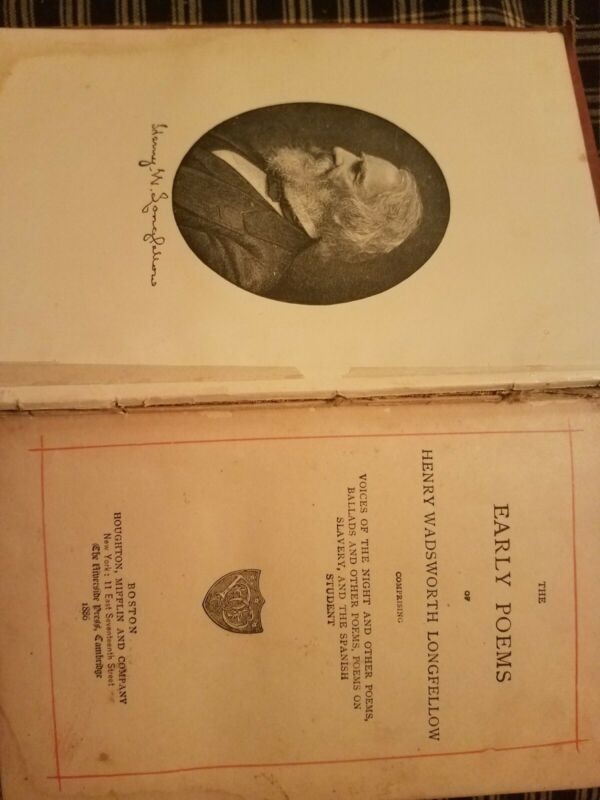 Henry W. Longfellow
THE
EARLY POEMS
OF
HENRY WADSWORTH LONGFELLOW
COMPRISING
VOICES OF THE NIGHT AND OTHER POEMS,
BALLADS AND OTHER POEMS, POEMS ON
SLAVERY, AND THE SPANISH
STUDENT
BOSTON
HOUGHTON, MIFFLIN AND COMPANY
New York: 11 East Seventeenth Street
The Riverside Press, Cambridge
1886